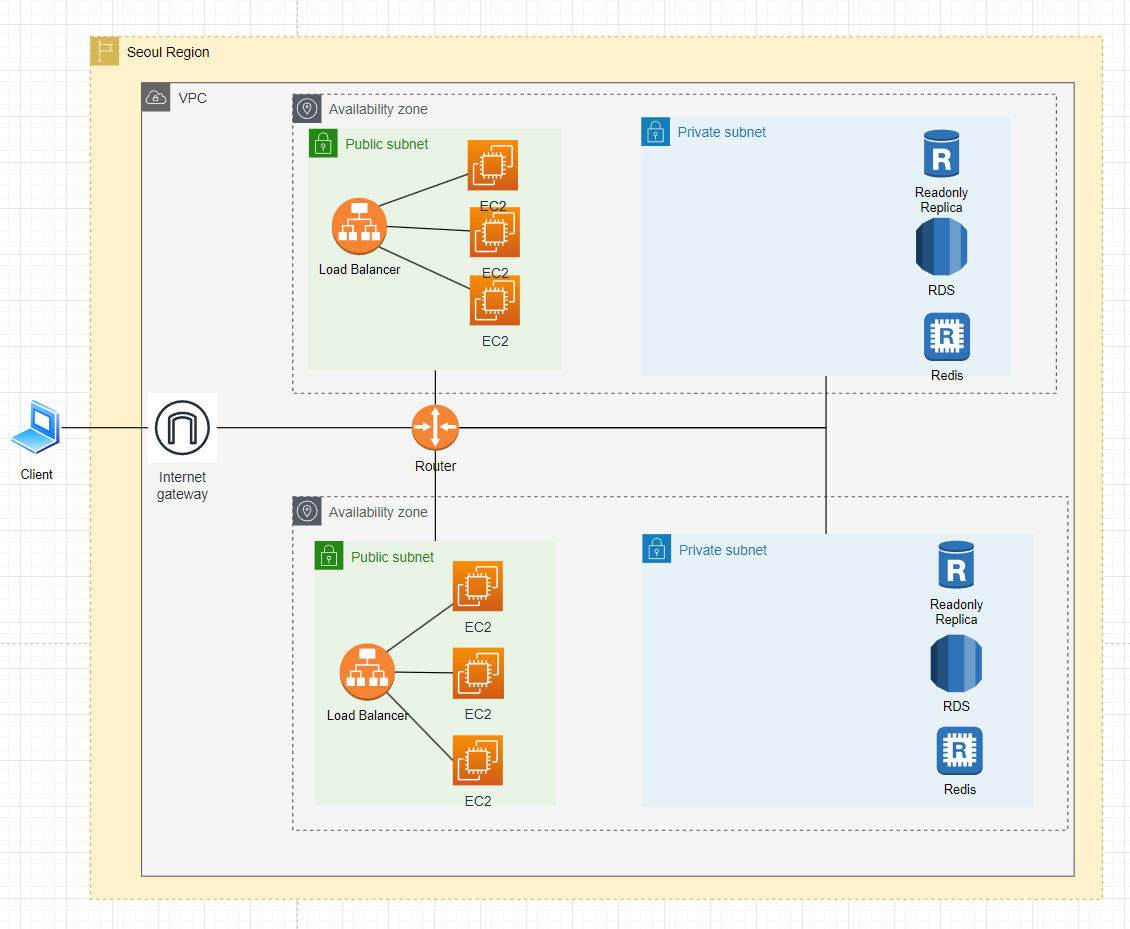 Seoul Region
VPC
Availability zone
Public subnet
EC2
EC2
EC2
Load Balancer
Private subnet
R
Readonly
Replica
RDS
R
Redis
Client
Internet
gateway
Router
Availability zone
Public subnet
EC2
EC2
EC2
Load Balancer
Private subnet
R
Readonly
Replica
RDS
R
Redis